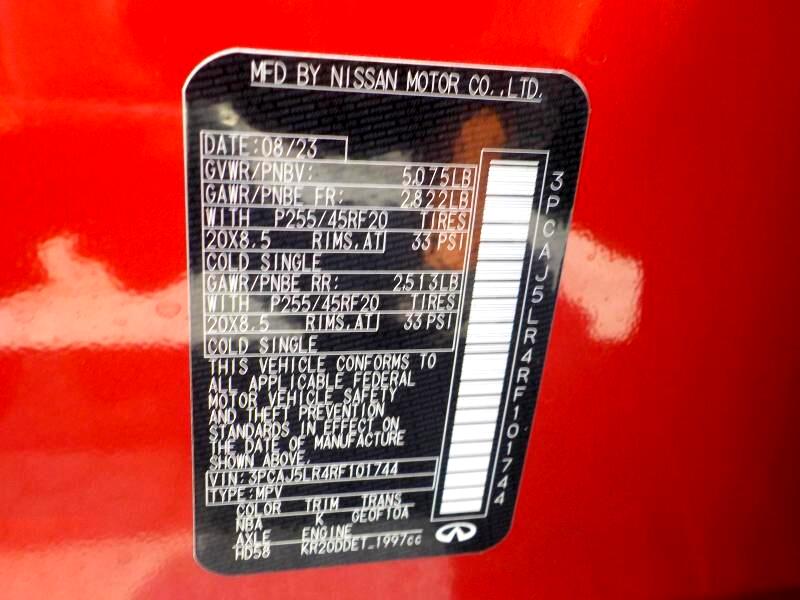 MFD BY NISSAN MOTOR CO.,LTD.
DATE:08/23
GVWR/PNBV: 5,075LB
GAWR/PNBE FR: 2,822LB
WITH P255/45RF20 TIRES
20X8.5 RIMS,AT 33 PSI
COLD SINGLE
GAWR/PNBE RR: 2,513LB
WITH P255/45RF20 TIRES
20X8.5 RIMS,AT 33 PSI
COLD SINGLE
THIS VEHICLE CONFORMS TO
ALL APPLICABLE FEDERAL
MOTOR VEHICLE SAFETY
AND THEFT PREVENTION
STANDARDS IN EFFECT ON
THE DATE OF MANUFACTURE
SHOWN ABOVE.
VIN:3PCAJ5LR4RF101744
TYPE:MPV
COLOR TRIM TRANS
NBA K GE0F10A
AXLE ENGINE
HD58 KR20DDET 1997cc
3PCAJ5LR4RF101744